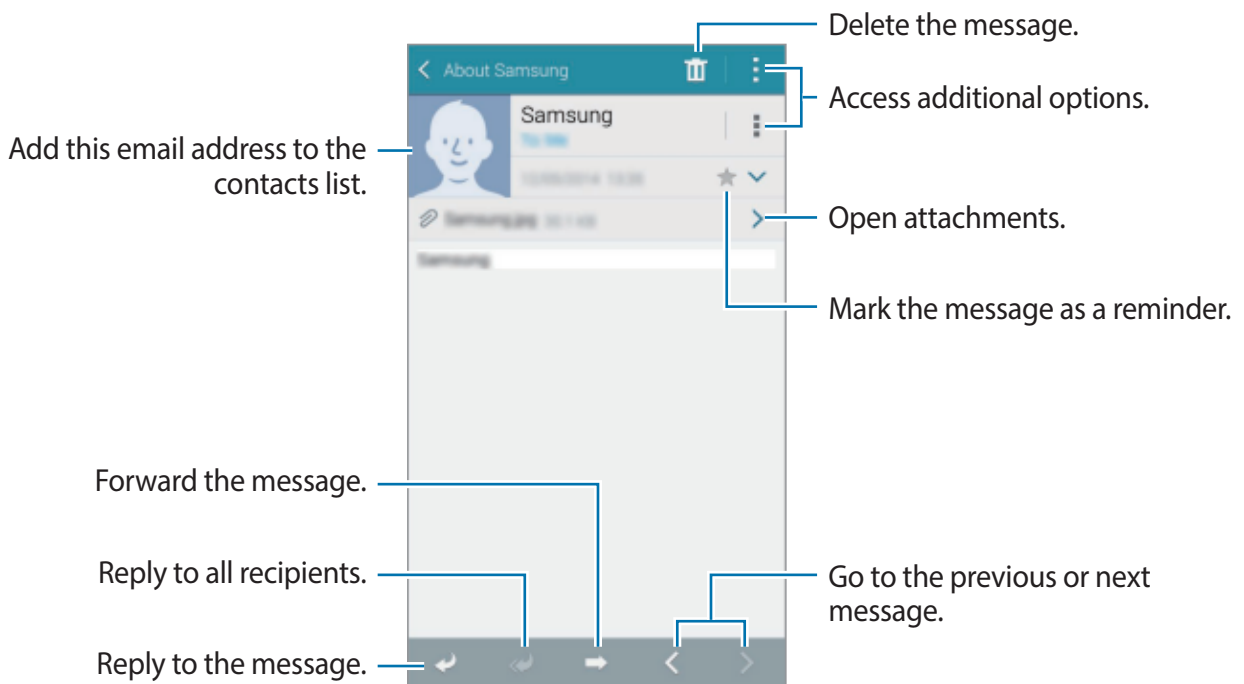 Delete the message.
About Samsung
Access additional options.
Samsung
Add this email address to the
contacts list.
Open attachments.
Samsung
Mark the message as a reminder.
Forward the message.
Reply to all recipients.
Go to the previous or next
message.
Reply to the message.